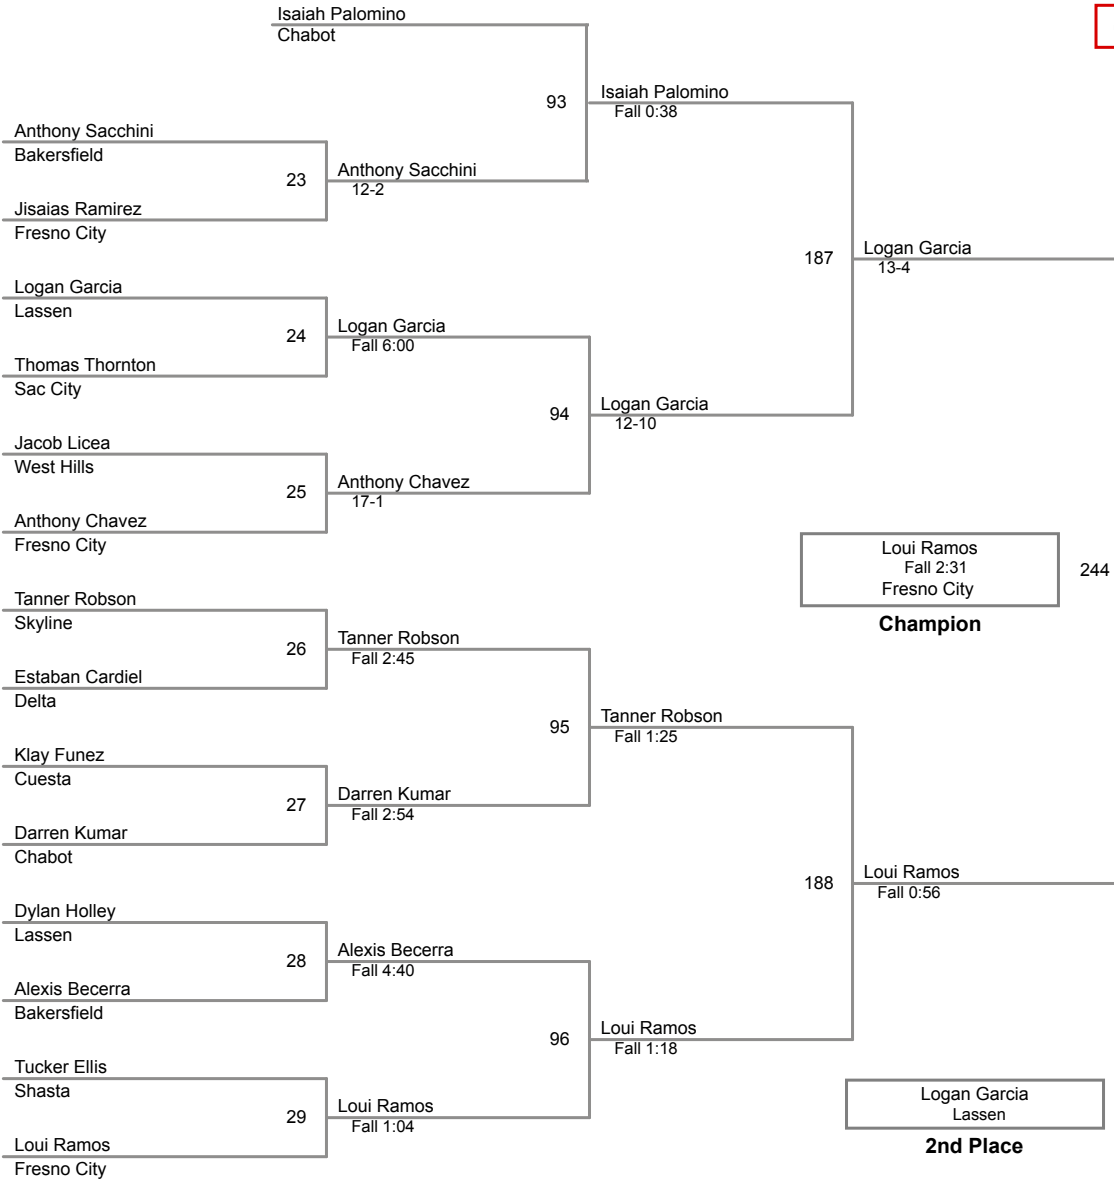 Isaiah Palomino
Chabot
93
Isaiah Palomino
Fall 0:38
Anthony Sacchini
Bakersfield
23
Anthony Sacchini
12-2
Jisaias Ramirez
Fresno City
187
Logan Garcia
13-4
Logan Garcia
Lassen
24
Logan Garcia
Fall 6:00
Thomas Thornton
Sac City
94
Logan Garcia
12-10
Jacob Licea
West Hills
25
Anthony Chavez
17-1
Anthony Chavez
Fresno City
Loui Ramos
Fall 2:31
Fresno City
244
Champion
Tanner Robson
Skyline
26
Tanner Robson
Fall 2:45
Estaban Cardiel
Delta
95
Tanner Robson
Fall 1:25
Klay Funez
Cuesta
27
Darren Kumar
Fall 2:54
Darren Kumar
Chabot
188
Loui Ramos
Fall 0:56
Dylan Holley
Lassen
28
Alexis Becerra
Fall 4:40
Alexis Becerra
Bakersfield
96
Loui Ramos
Fall 1:18
Tucker Ellis
Shasta
29
Loui Ramos
Fall 1:04
Loui Ramos
Fresno City
Logan Garcia
Lassen
2nd Place